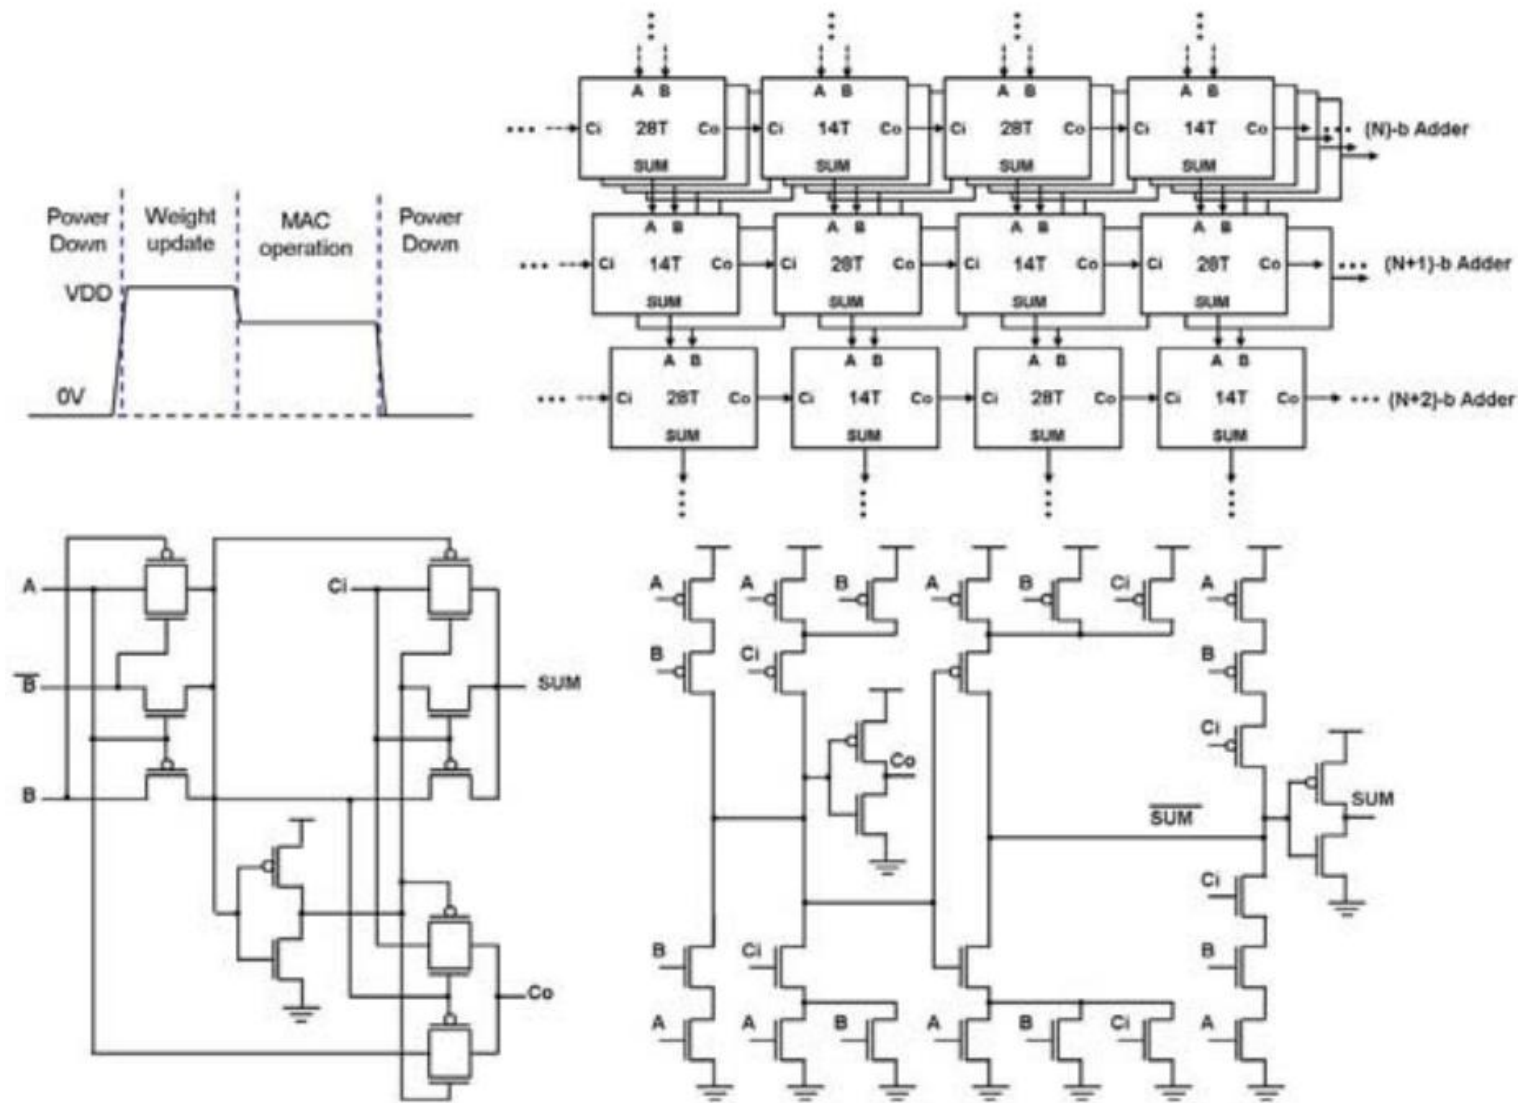 Power
Down
Weight
update
MAC
operation
Power
Down
VDD
0V
A B
A B
A B
A B
Ci 28T Co
Ci 14T Co
Ci 28T Co
Ci 14T Co
(N)-b Adder
SUM
SUM
SUM
SUM
A B
A B
A B
A B
Ci 14T Co
Ci 28T Co
Ci 14T Co
Ci 28T Co
(N+1)-b Adder
SUM
SUM
SUM
SUM
A B
A B
A B
A B
Ci 28T Co
Ci 14T Co
Ci 28T Co
Ci 14T Co
(N+2)-b Adder
SUM
SUM
SUM
SUM
A
Ci
B
SUM
B
Co
A
A
B
A
B
Ci
A
B
Ci
B
Ci
Co
SUM
SUM
Ci
B
Ci
B
A
A
B
A
B
Ci
A